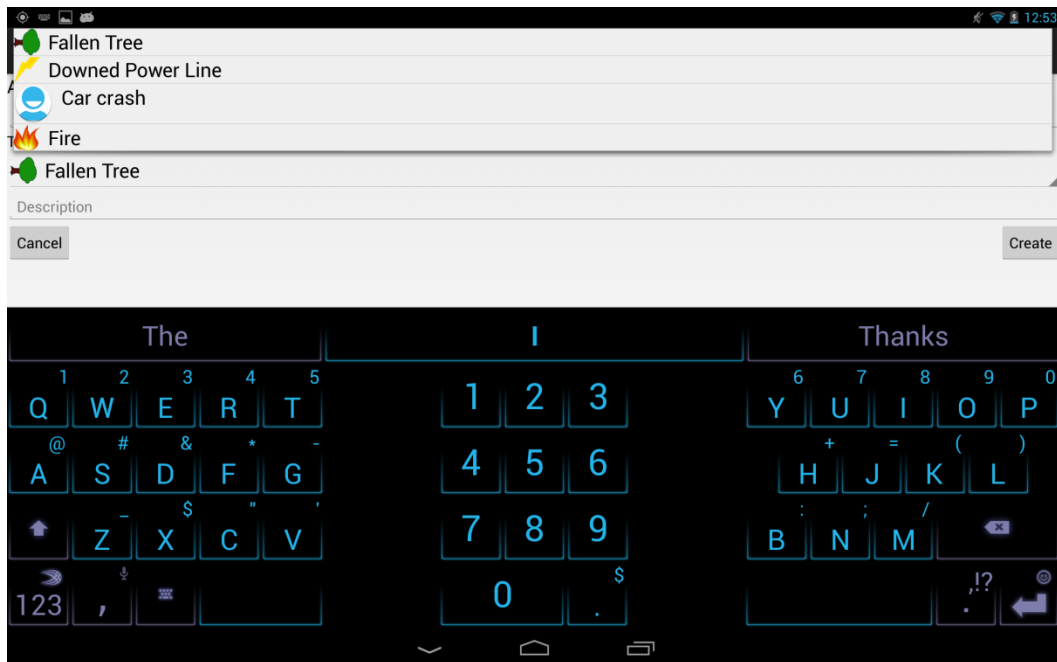 12:53
Fallen Tree
Downed Power Line
A
Car crash
T
Fire
Fallen Tree
Description
Cancel Create
The I Thanks
1 2 3 4 5 6 7 8 9 0
Q W E R T 1 2 3 Y U I O P
@ # & * - + = ( )
A S D F G 4 5 6 H J K L
_ $ " ' : ; /
Z X C V 7 8 9 B N M
$ ,!?
123 , 0 . .